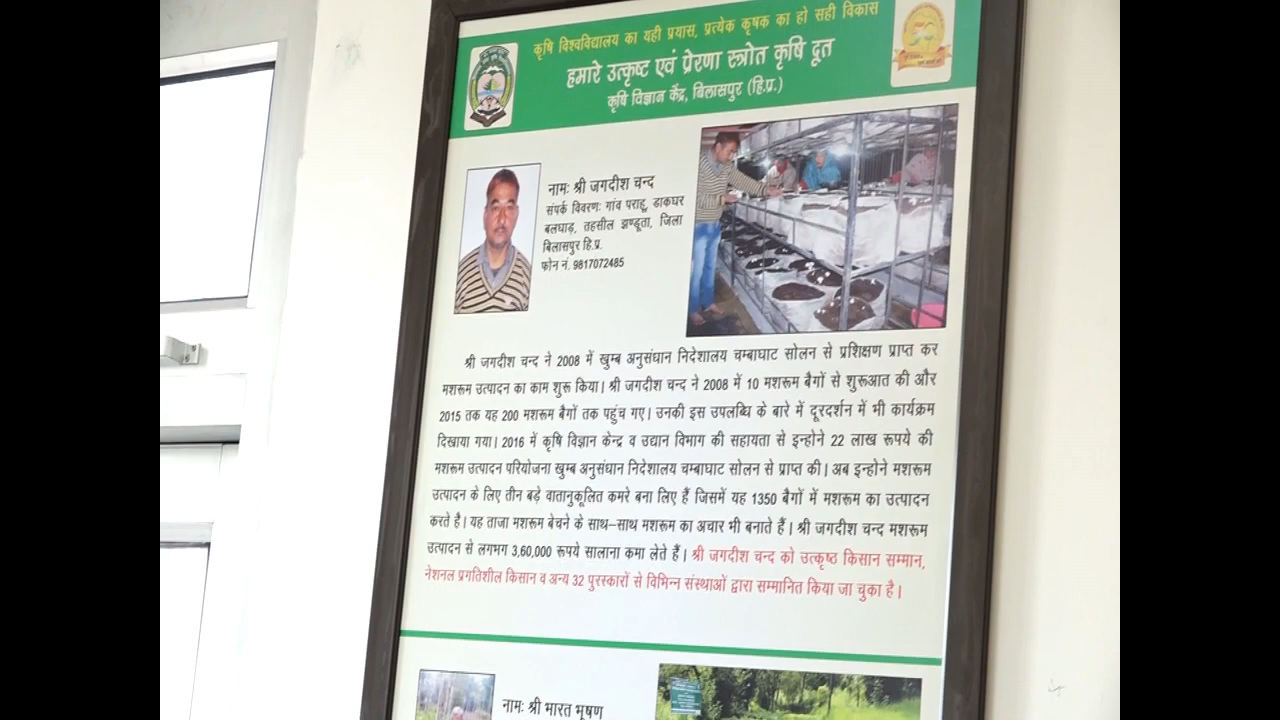 कृषि विश्वविद्यालय का यही प्रयास, प्रत्येक कृषक का हो सही विकास
हमारे उत्कृष्ट एवं प्रेरणा स्त्रोत कृषि दूत
कृषि विज्ञान केंद्र, बिलासपुर (हि.प्र.)
नामः श्री जगदीश चन्द
संपर्क विवरणः गांव पराहू, डाकघर
बलघाड़, तहसील झण्डूता, जिला
बिलासपुर हि.प्र.
फोन नं. 9817072485
श्री जगदीश चन्द ने 2008 में खुम्ब अनुसंधान निदेशालय चम्बाघाट सोलन से प्रशिक्षण प्राप्त कर
मशरूम उत्पादन का काम शुरू किया। श्री जगदीश चन्द ने 2008 में 10 मशरूम बैगों से शुरूआत की और
2015 तक यह 200 मशरूम बैगों तक पहुंच गए। उनकी इस उपलब्धि के बारे में दूरदर्शन में भी कार्यक्रम
दिखाया गया। 2016 में कृषि विज्ञान केन्द्र व उद्यान विभाग की सहायता से इन्होने 22 लाख रूपये की
मशरूम उत्पादन परियोजना खुम्ब अनुसंधान निदेशालय चम्बाघाट सोलन से प्राप्त की। अब इन्होने मशरूम
उत्पादन के लिए तीन बड़े वातानुकूलित कमरे बना लिए हैं जिसमें यह 1350 बैगों में मशरूम का उत्पादन
करते है। यह ताजा मशरूम बेचने के साथ-साथ मशरूम का अचार भी बनाते हैं। श्री जगदीश चन्द मशरूम
उत्पादन से लगभग 3,60,000 रूपये सालाना कमा लेते हैं। श्री जगदीश चन्द को उत्कृष्ठ किसान सम्मान,
नेशनल प्रगतिशील किसान व अन्य 32 पुरस्कारों से विभिन्न संस्थाओं द्वारा सम्मानित किया जा चुका है।
नामः श्री भारत भूषण